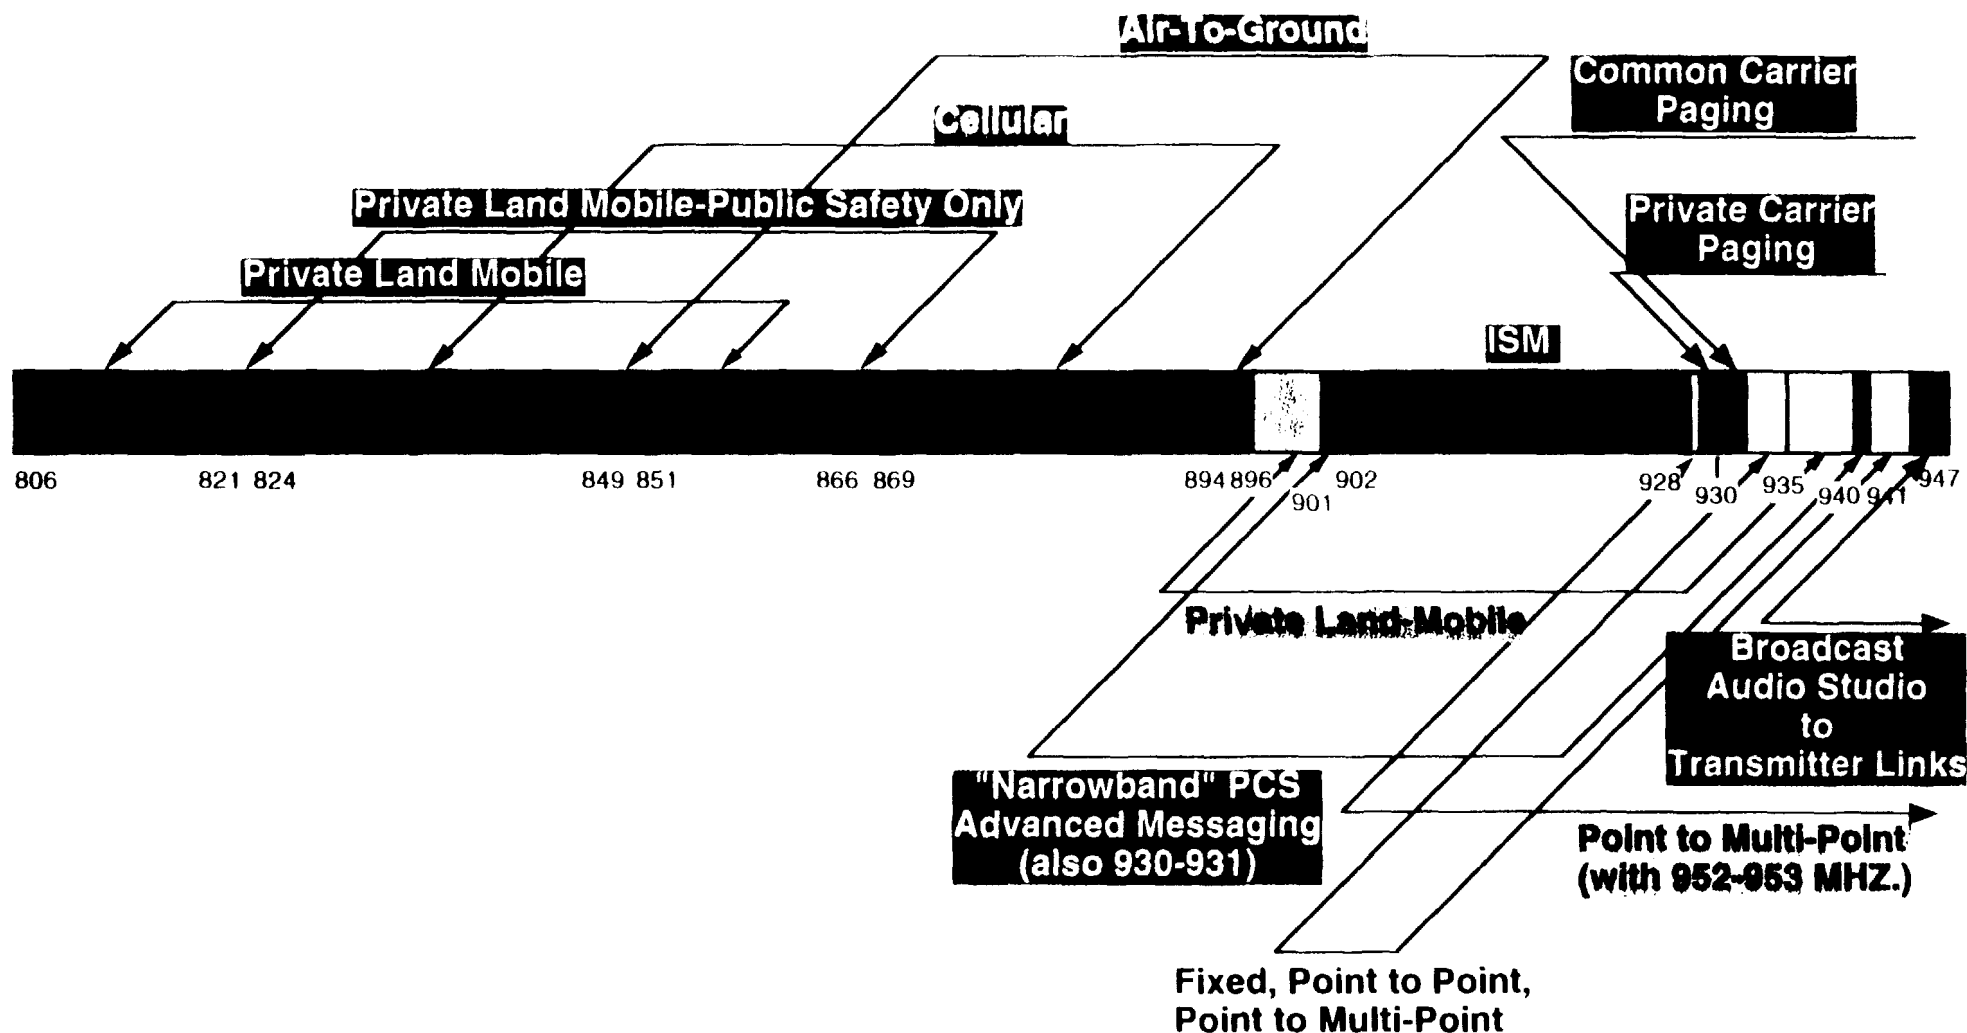 Air-To-Ground
Common Carrier
Paging
Cellular
Private Land Mobile-Public Safety Only
Private Carrier
Paging
Private Land Mobile
ISM
806
821 824
849 851
866 869
894 896
901
902
928
930
935
940 941
947
Private Land-Mobile
Broadcast
Audio Studio
to
Transmitter Links
"Narrowband" PCS
Advanced Messaging
(also 930-931)
Point to Multi-Point
(with 952-953 MHZ.)
Fixed, Point to Point,
Point to Multi-Point